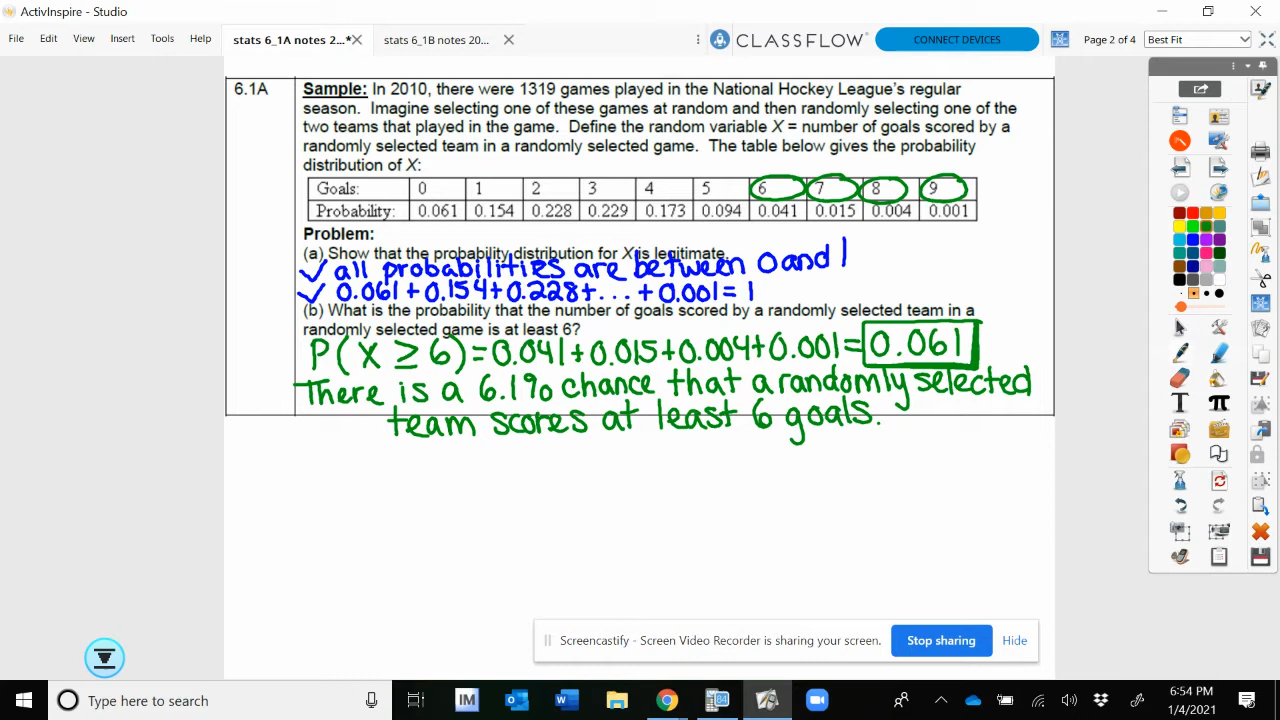 ActivInspire - Studio
File Edit View Insert Tools Help
stats 6_1A notes 2...*
stats 6_1B notes 20...
CLASSFLOW
CONNECT DEVICES
Page 2 of 4
Best Fit
6.1A
Sample: In 2010, there were 1319 games played in the National Hockey League's regular
season. Imagine selecting one of these games at random and then randomly selecting one of the
two teams that played in the game. Define the random variable X = number of goals scored by a
randomly selected team in a randomly selected game. The table below gives the probability
distribution of X:
Goals: 0 1 2 3 4 5 6 7 8 9
Probability: 0.061 0.154 0.228 0.229 0.173 0.094 0.041 0.015 0.004 0.001
Problem:
(a) Show that the probability distribution for X is legitimate.
✓ all probabilities are between 0 and 1
✓ 0.061+0.154+0.228+...+0.001=1
(b) What is the probability that the number of goals scored by a randomly selected team in a
randomly selected game is at least 6?
P(X ≥ 6)=0.041+0.015+0.004+0.001=0.061
There is a 6.1% chance that a randomly selected
team scores at least 6 goals.
Screencastify - Screen Video Recorder is sharing your screen.
Stop sharing
Hide
Type here to search
IM
6:54 PM
1/4/2021